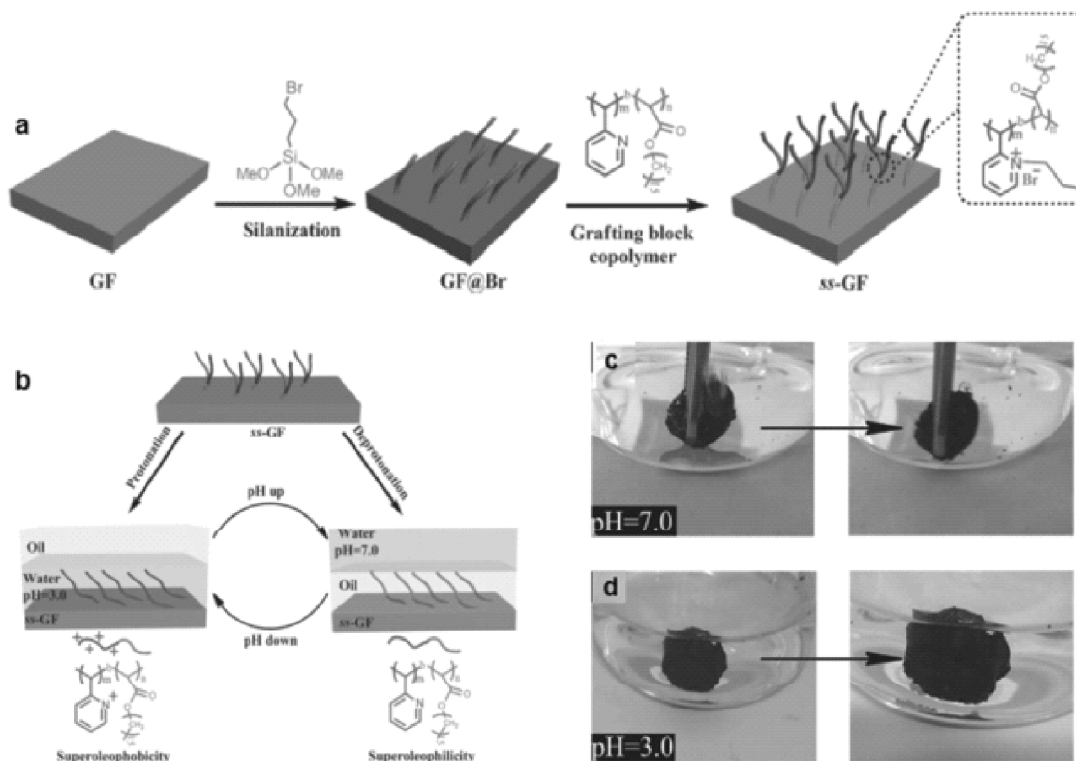 a
Br
Si
MeO
OMe
OMe
Silanization
Grafting block
copolymer
GF
GF@Br
ss-GF
N
m
b
n
O
O
(CH₂)
N
+
Br
−
O
O
b
ss-GF
Protonation
Deprotonation
pH up
pH down
Oil
Water
pH=3.0
ss-GF
Water
pH=7.0
Oil
ss-GF
N
+
m
b
n
O
Superoleophobicity
N
m
b
n
O
Superoleophilicity
c
pH=7.0
d
pH=3.0